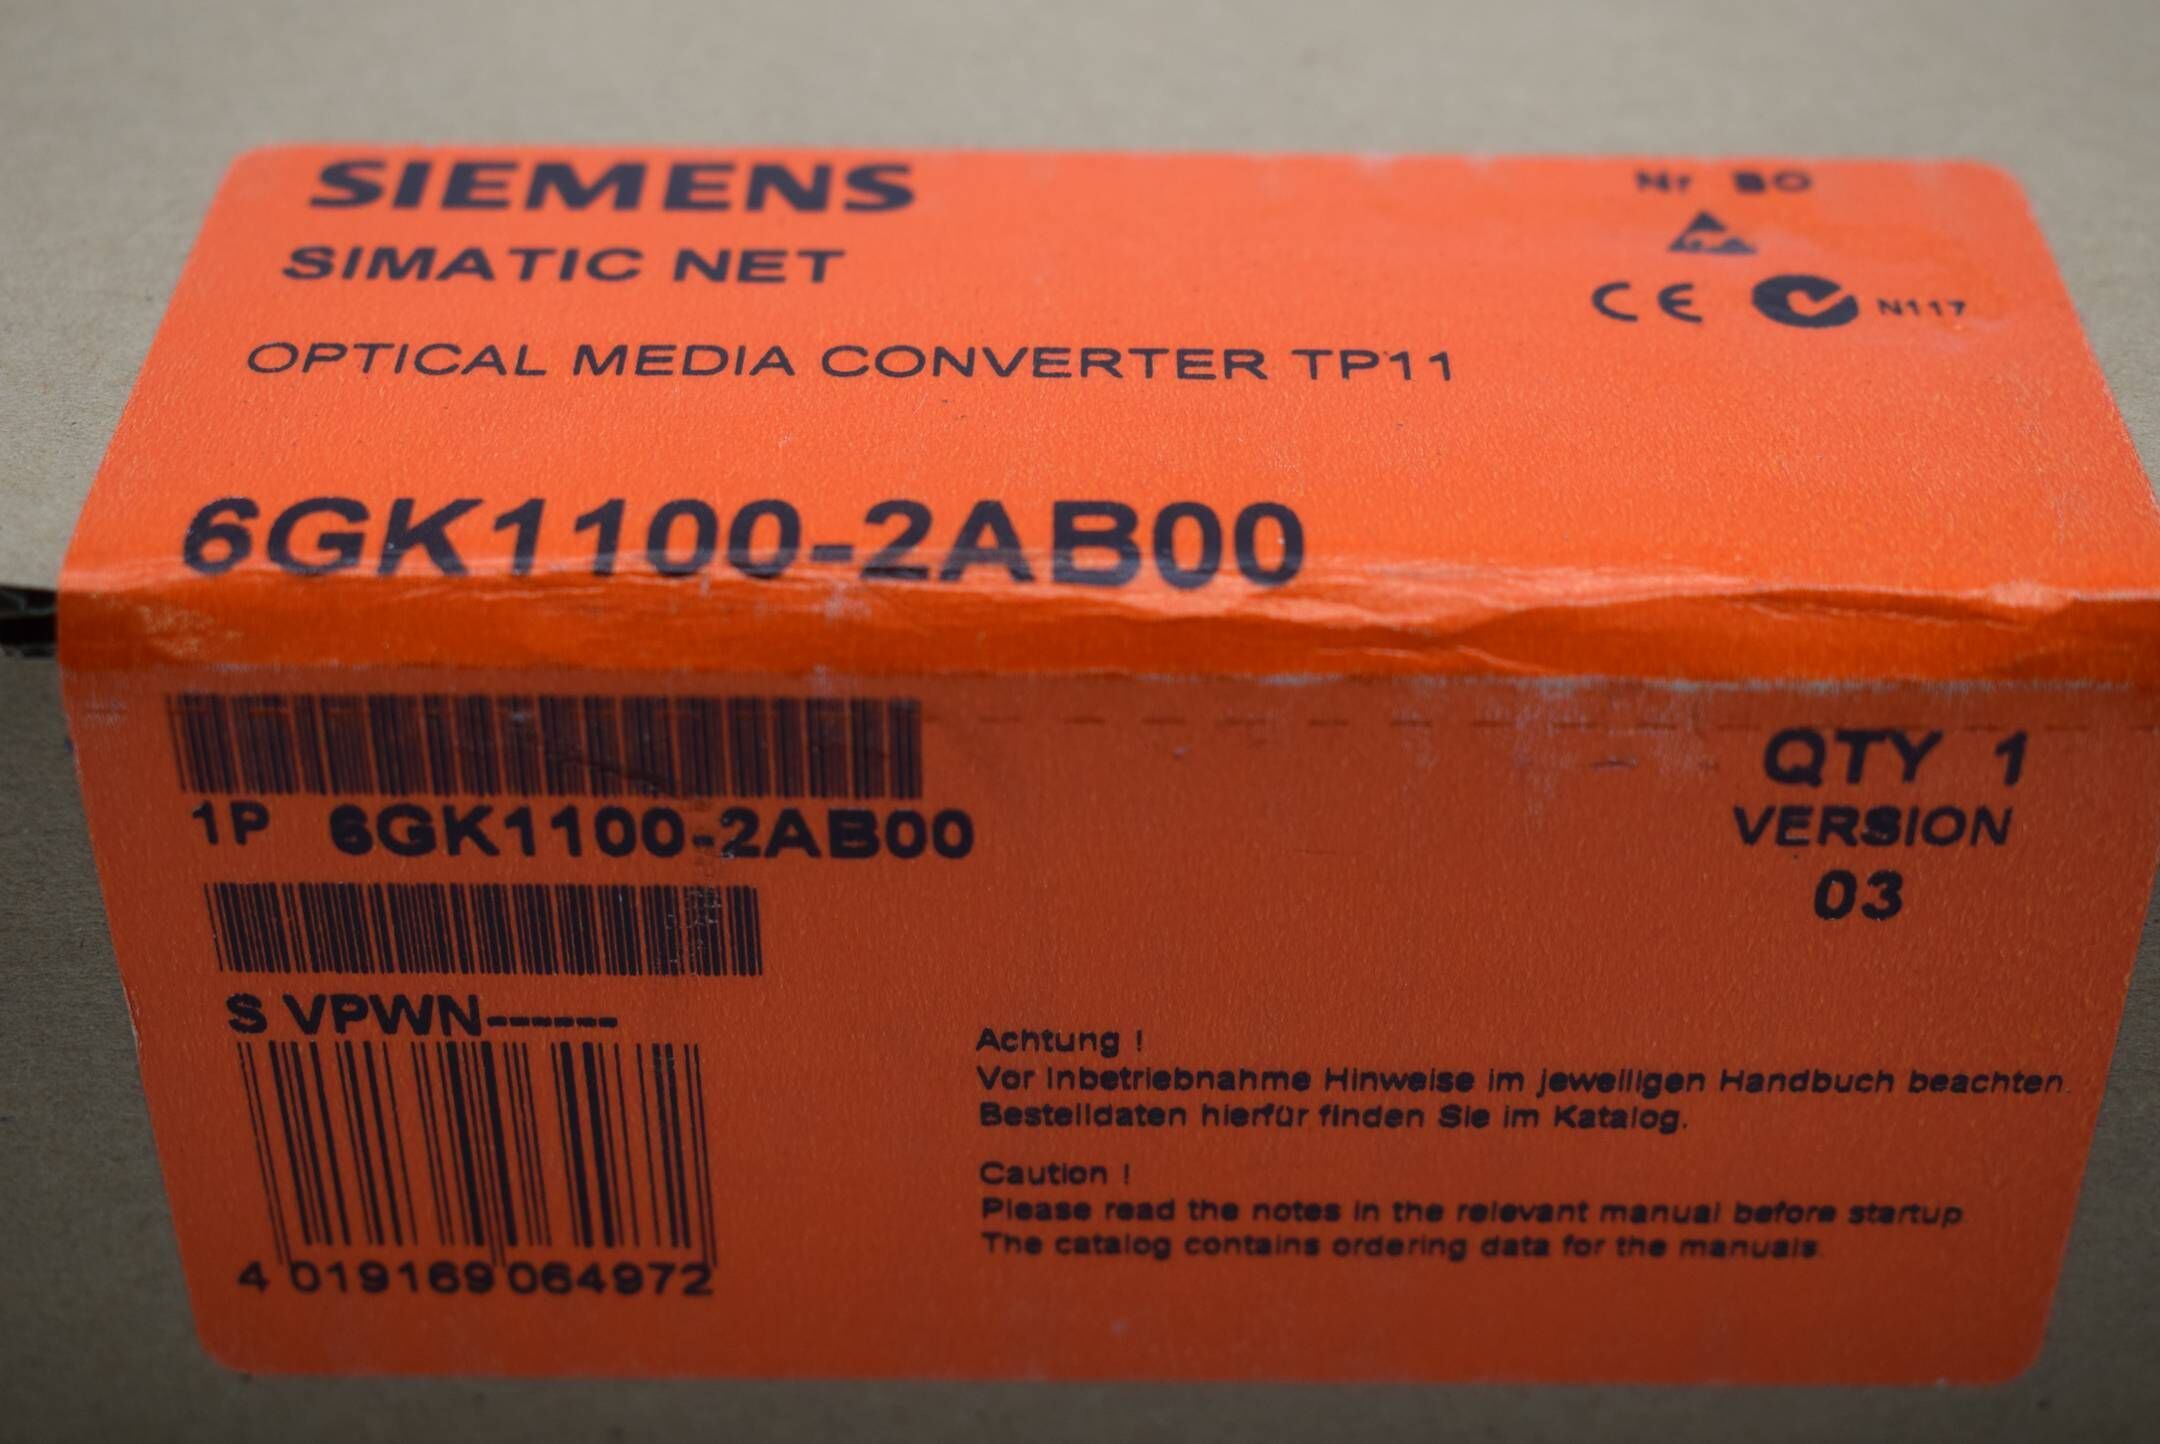 SIEMENS
SIMATIC NET
OPTICAL MEDIA CONVERTER TP11
Nr
CE N117
6GK1100-2AB00
1P 6GK1100-2AB00
QTY 1
VERSION
03
S VPWN------
4 019169 064972
Achtung !
Vor Inbetriebnahme Hinweise im jeweiligen Handbuch beachten.
Bestelldaten hierfür finden Sie im Katalog.
Caution !
Please read the notes in the relevant manual before startup
The catalog contains ordering data for the manuals.